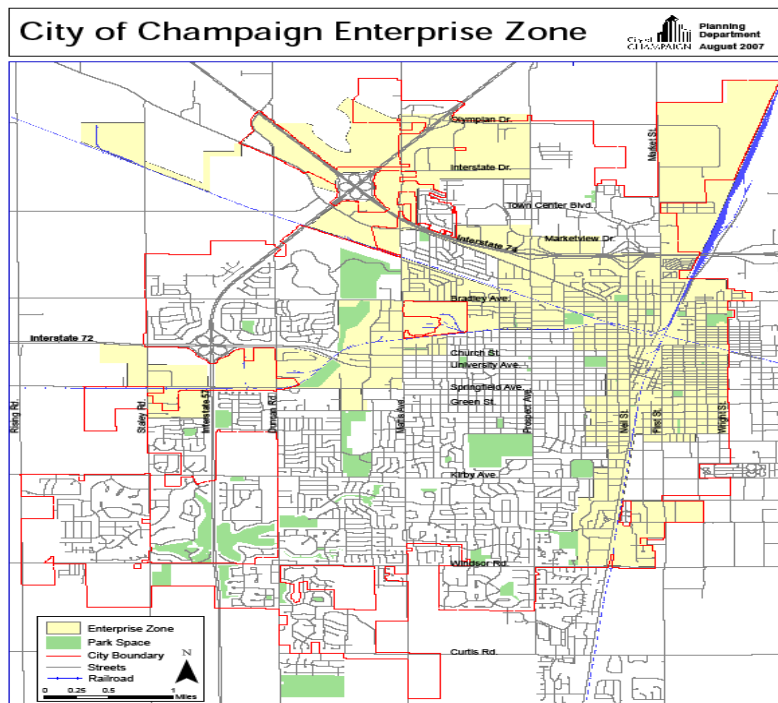 City of Champaign Enterprise Zone
City of
CHAMPAIGN
Planning
Department
August 2007
Olympian Dr.
Market St.
Interstate Dr.
Town Center Blvd.
Interstate 74
Marketview Dr.
Bradley Ave.
Interstate 72
Church St.
University Ave.
Springfield Ave.
Green St.
Rising Rd.
Staley Rd.
Interstate 57
Duncan Rd.
Mattis Ave.
Prospect Ave.
Neil St.
First St.
Wright St.
Kirby Ave.
Windsor Rd.
Curtis Rd.
Enterprise Zone
Park Space
City Boundary
Streets
Railroad
N
0 0.25 0.5 1
Miles